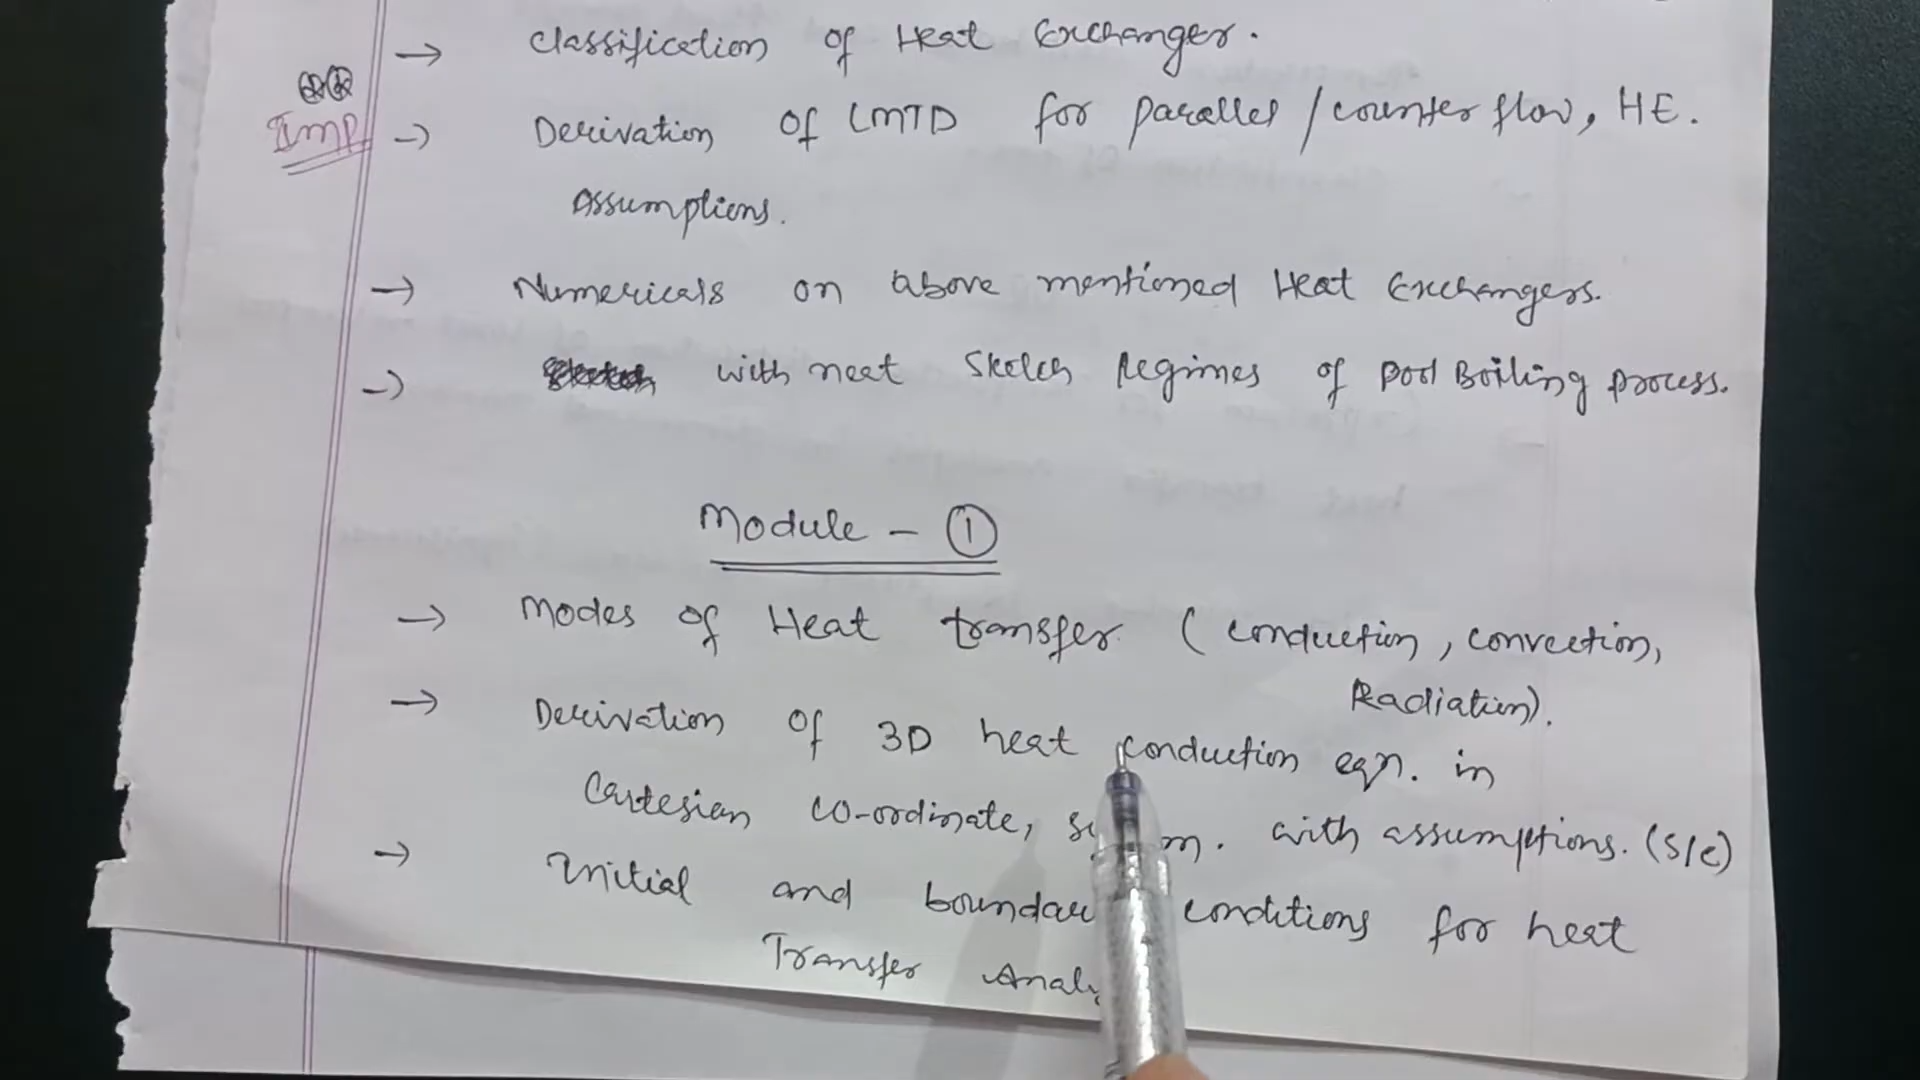 → classification of Heat Exchanger.
Imp. → Derivation of LMTD for parallel / counter flow, HE.
Assumptions.
→ Numericals on above mentioned Heat Exchangers.
→ with neat Sketch Regimes of pool Boiling process.
Module - ①
→ Modes of Heat transfer (conduction, convection,
Radiation).
→ Derivation of 3D heat conduction eqn. in
Cartesian co-ordinate, with assumptions. (S/C)
→ Initial and conditions for heat
Transfer